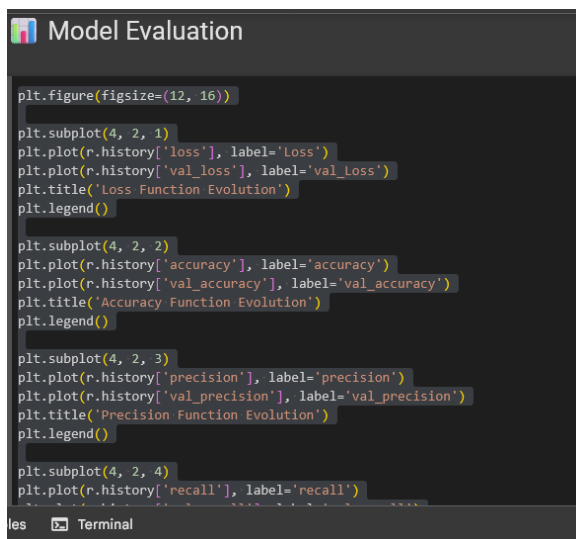 Model Evaluation
plt.figure(figsize=(12, 16))
plt.subplot(4, 2, 1)
plt.plot(r.history['loss'], label='Loss')
plt.plot(r.history['val_loss'], label='val_Loss')
plt.title('Loss Function Evolution')
plt.legend()
plt.subplot(4, 2, 2)
plt.plot(r.history['accuracy'], label='accuracy')
plt.plot(r.history['val_accuracy'], label='val_accuracy')
plt.title('Accuracy Function Evolution')
plt.legend()
plt.subplot(4, 2, 3)
plt.plot(r.history['precision'], label='precision')
plt.plot(r.history['val_precision'], label='val_precision')
plt.title('Precision Function Evolution')
plt.legend()
plt.subplot(4, 2, 4)
plt.plot(r.history['recall'], label='recall')
les Terminal